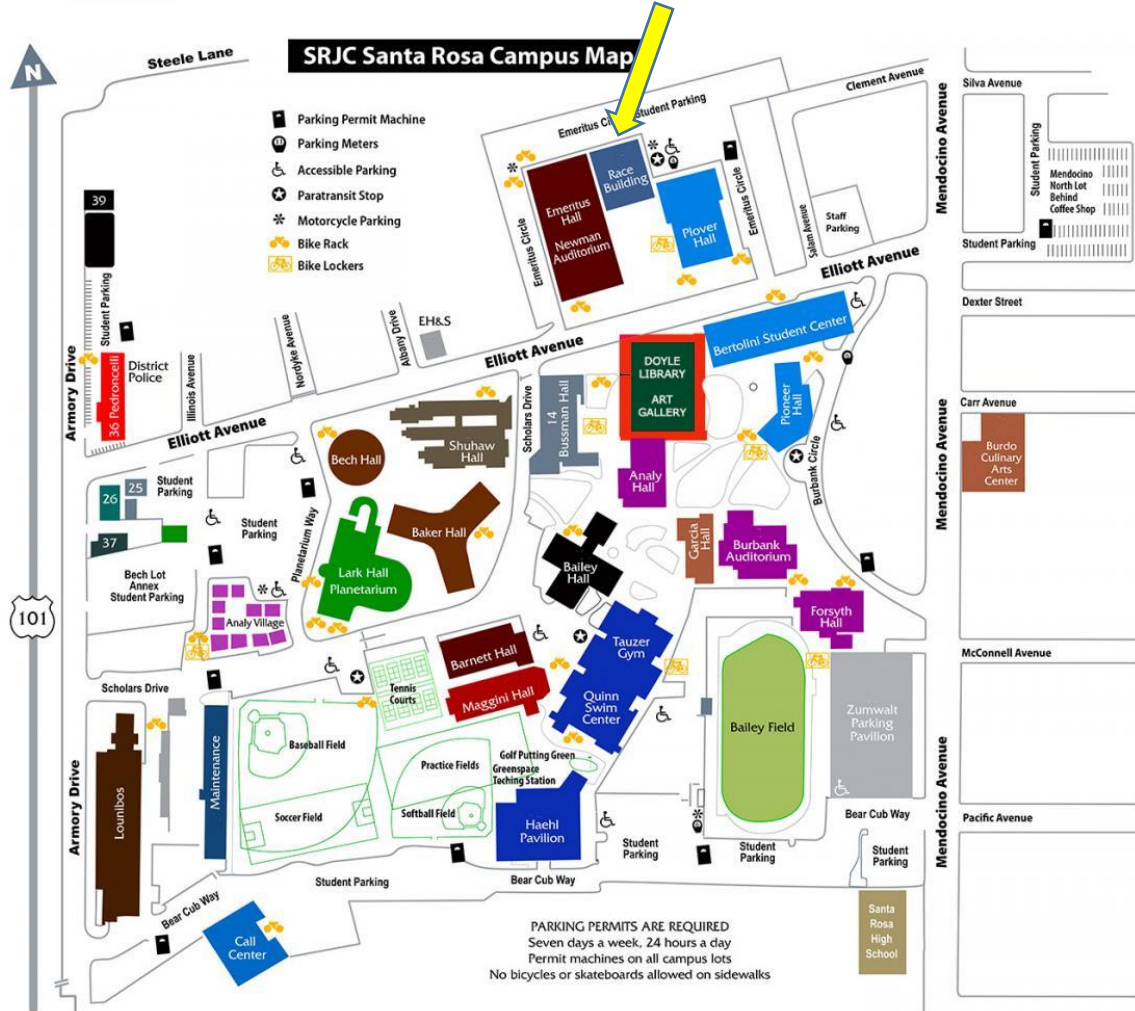 SRJC Santa Rosa Campus Map
N
Steele Lane
Parking Permit Machine
Parking Meters
Accessible Parking
Paratransit Stop
Motorcycle Parking
Bike Rack
Bike Lockers
Emeritus Student Parking
Clement Avenue
Silva Avenue
Mendocino Avenue
Student Parking
Mendocino
North Lot
Behind
Coffee Shop
Student Parking
39
Student Parking
Race
Building
Emeritus
Hall
Newman
Auditorium
Emeritus Circle
Plover
Hall
Emeritus Circle
Salam Avenue
Staff
Parking
Elliott Avenue
Dexter Street
Armory Drive
36 Pedroncelli
District
Police
Illinois Avenue
Nordyke Avenue
Albany Drive
EH&S
Elliott Avenue
Bertolini Student Center
DOYLE
LIBRARY
ART
GALLERY
Pioneer
Hall
Carr Avenue
Burdo
Culinary
Arts
Center
Mendocino Avenue
Elliott Avenue
Scholars Drive
14
Bussman Hall
Shuhaw
Hall
Bech Hall
Analy
Hall
Burbank Circle
26
25
Student
Parking
37
Student
Parking
Planetarium Way
Baker Hall
Lark Hall
Planetarium
Bailey
Hall
Garcia
Hall
Burbank
Auditorium
Bech Lot
Annex
Student Parking
101
Analy Village
Forsyth
Hall
Tauzer
Gym
Barnett Hall
Maggini Hall
Quinn
Swim
Center
McConnell Avenue
Scholars Drive
Tennis
Courts
Bailey Field
Zumwalt
Parking
Pavilion
Baseball Field
Practice Fields
Golf Putting Green
Greenspace
Teching Station
Maintenance
Lounibos
Armory Drive
Soccer Field
Softball Field
Haehl
Pavilion
Bear Cub Way
Pacific Avenue
Mendocino Avenue
Student
Parking
Student
Parking
Student
Parking
Student Parking
Bear Cub Way
Bear Cub Way
Call
Center
Santa
Rosa
High
School
PARKING PERMITS ARE REQUIRED
Seven days a week, 24 hours a day
Permit machines on all campus lots
No bicycles or skateboards allowed on sidewalks